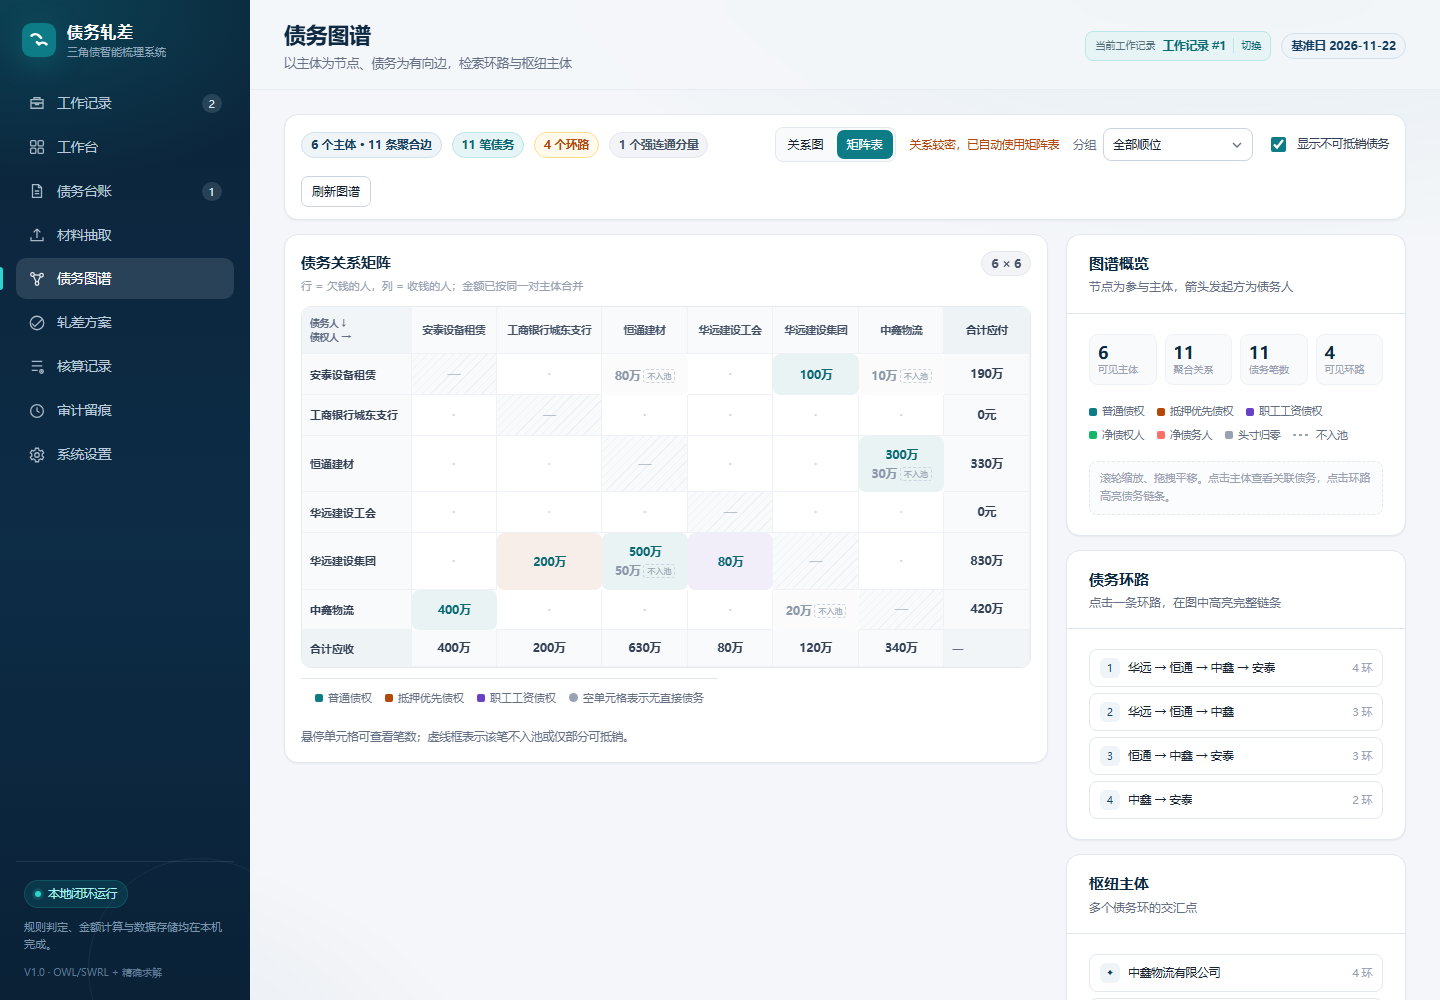 债务轧差
三角债智能梳理系统
工作记录 2
工作台
债务台账 1
材料抽取
债务图谱
轧差方案
核算记录
审计留痕
系统设置
本地闭环运行
规则判定、金额计算与数据存储均在本机
完成。
V1.0 · OWL/SWRL + 精确求解
债务图谱
以主体为节点、债务为有向边，检索环路与枢纽主体
当前工作记录 工作记录 #1 切换
基准日 2026-11-22
6 个主体 • 11 条聚合边 11 笔债务 4 个环路 1 个强连通分量
关系图 矩阵表 关系较密，已自动使用矩阵表 分组 全部顺位 显示不可抵销债务
刷新图谱
债务关系矩阵 6 × 6
行 = 欠钱的人，列 = 收钱的人；金额已按同一对主体合并
债务人 ↓
债权人 → 安泰设备租赁 工商银行城东支行 恒通建材 华远建设工会 华远建设集团 中鑫物流 合计应付
安泰设备租赁 — · 80万 不入池 · 100万 10万 不入池 190万
工商银行城东支行 · — · · · · 0元
恒通建材 · · — · · 300万 30万 不入池 330万
华远建设工会 · · · — · · 0元
华远建设集团 · 200万 500万 50万 不入池 80万 — · 830万
中鑫物流 400万 · · · 20万 不入池 — 420万
合计应收 400万 200万 630万 80万 120万 340万 —
普通债权 抵押优先债权 职工工资债权 空单元格表示无直接债务
悬停单元格可查看笔数；虚线框表示该笔不入池或仅部分可抵销。
图谱概览
节点为参与主体，箭头发起方为债务人
6 11 11 4
可见主体 聚合关系 债务笔数 可见环路
普通债权 抵押优先债权 职工工资债权
净债权人 净债务人 头寸归零 不入池
滚轮缩放、拖拽平移。点击主体查看关联债务，点击环路
高亮债务链条。
债务环路
点击一条环路，在图中高亮完整链条
1 华远 → 恒通 → 中鑫 → 安泰 4 环
2 华远 → 恒通 → 中鑫 3 环
3 恒通 → 中鑫 → 安泰 3 环
4 中鑫 → 安泰 2 环
枢纽主体
多个债务环的交汇点
中鑫物流有限公司 4 环